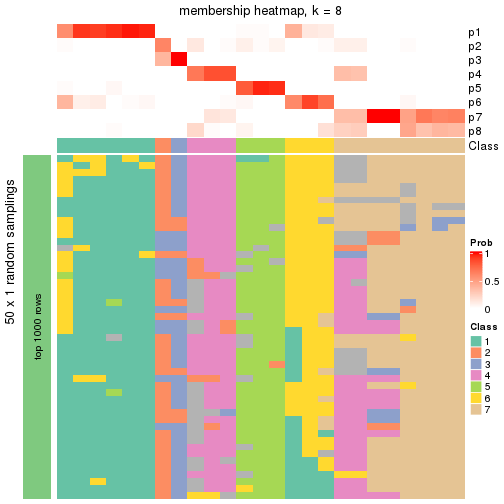 membership heatmap, k = 8
p1
p2
p3
p4
p5
p6
p7
p8
Class
50 x 1 random samplings
top 1000 rows
Prob
1
0.5
0
Class
1
2
3
4
5
6
7